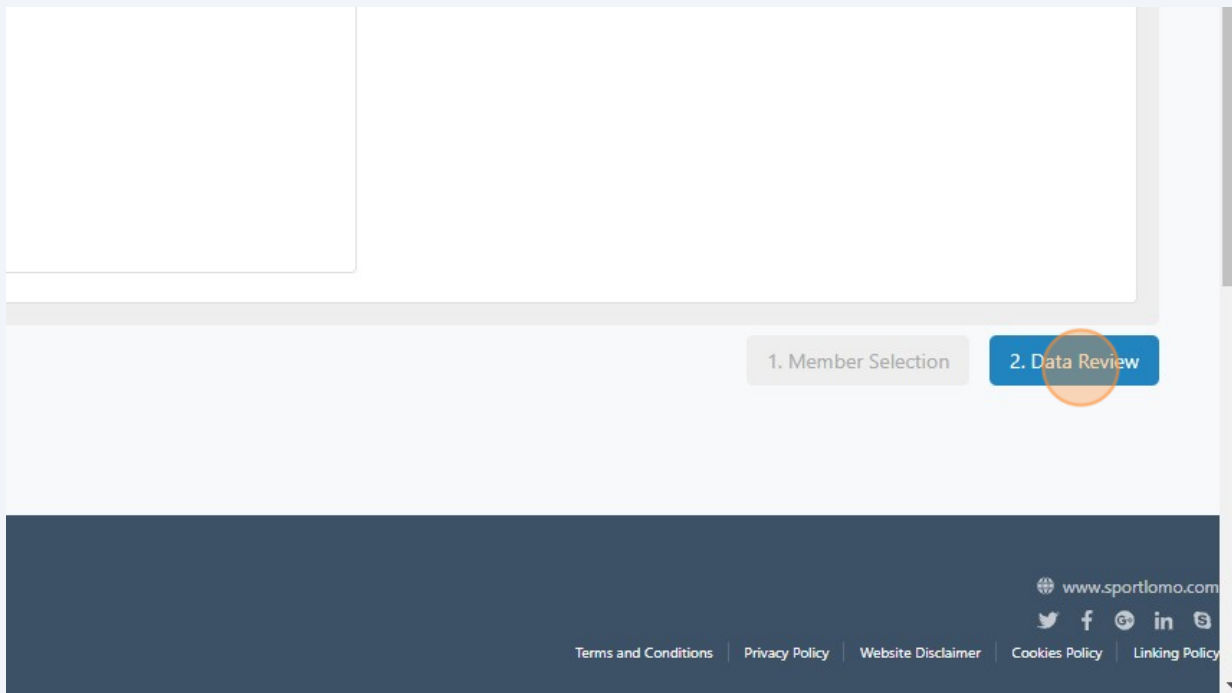 1. Member Selection
2. Data Review
www.sportlomo.com
Terms and Conditions
Privacy Policy
Website Disclaimer
Cookies Policy
Linking Policy